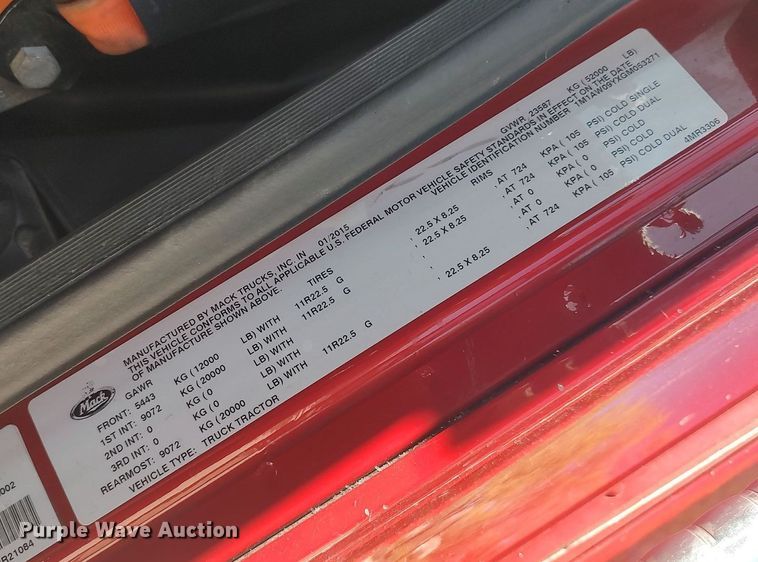 MANUFACTURED BY MACK TRUCKS, INC. IN 01/2015 GVWR 23587 KG (52000 LB)
THIS VEHICLE CONFORMS TO ALL APPLICABLE U.S. FEDERAL MOTOR VEHICLE SAFETY STANDARDS IN EFFECT ON THE DATE
OF MANUFACTURE SHOWN ABOVE. VEHICLE IDENTIFICATION NUMBER 1M1AW09YXGM053271
GAWR TIRES RIMS
FRONT: 5443 KG (12000 LB) WITH 11R22.5 G , 22.5 X 8.25 , AT 724 KPA ( 105 PSI) COLD SINGLE
1ST INT: 9072 KG (20000 LB) WITH 11R22.5 G , 22.5 X 8.25 , AT 724 KPA ( 105 PSI) COLD DUAL
2ND INT: 0 KG (0 LB) WITH , , AT 0 KPA ( 0 PSI) COLD
3RD INT: 0 KG (0 LB) WITH , , AT 0 KPA ( 0 PSI) COLD
REARMOST: 9072 KG (20000 LB) WITH 11R22.5 G , 22.5 X 8.25 , AT 724 KPA ( 105 PSI) COLD DUAL
VEHICLE TYPE: TRUCK TRACTOR 4MR3306
Mack
002
R21084
Purple Wave Auction